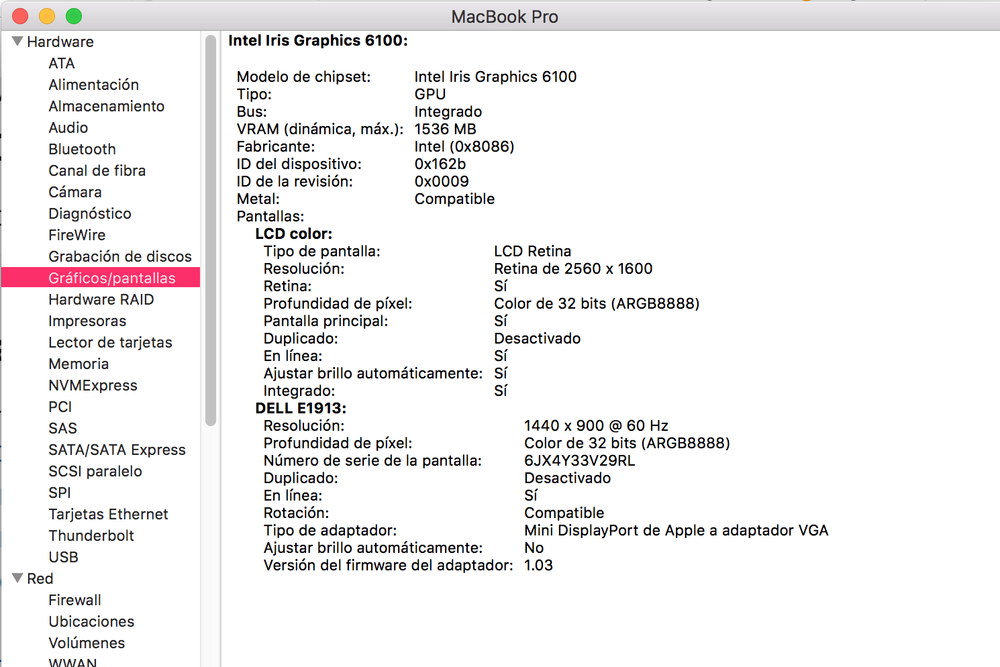 MacBook Pro
Hardware
ATA
Alimentación
Almacenamiento
Audio
Bluetooth
Canal de fibra
Cámara
Diagnóstico
FireWire
Grabación de discos
Gráficos/pantallas
Hardware RAID
Impresoras
Lector de tarjetas
Memoria
NVMExpress
PCI
SAS
SATA/SATA Express
SCSI paralelo
SPI
Tarjetas Ethernet
Thunderbolt
USB
Red
Firewall
Ubicaciones
Volúmenes
WWAN
Intel Iris Graphics 6100:
Modelo de chipset: Intel Iris Graphics 6100
Tipo: GPU
Bus: Integrado
VRAM (dinámica, máx.): 1536 MB
Fabricante: Intel (0x8086)
ID del dispositivo: 0x162b
ID de la revisión: 0x0009
Metal: Compatible
Pantallas:
LCD color:
Tipo de pantalla: LCD Retina
Resolución: Retina de 2560 x 1600
Retina: Sí
Profundidad de píxel: Color de 32 bits (ARGB8888)
Pantalla principal: Sí
Duplicado: Desactivado
En línea: Sí
Ajustar brillo automáticamente: Sí
Integrado: Sí
DELL E1913:
Resolución: 1440 x 900 @ 60 Hz
Profundidad de píxel: Color de 32 bits (ARGB8888)
Número de serie de la pantalla: 6JX4Y33V29RL
Duplicado: Desactivado
En línea: Sí
Rotación: Compatible
Tipo de adaptador: Mini DisplayPort de Apple a adaptador VGA
Ajustar brillo automáticamente: No
Versión del firmware del adaptador: 1.03